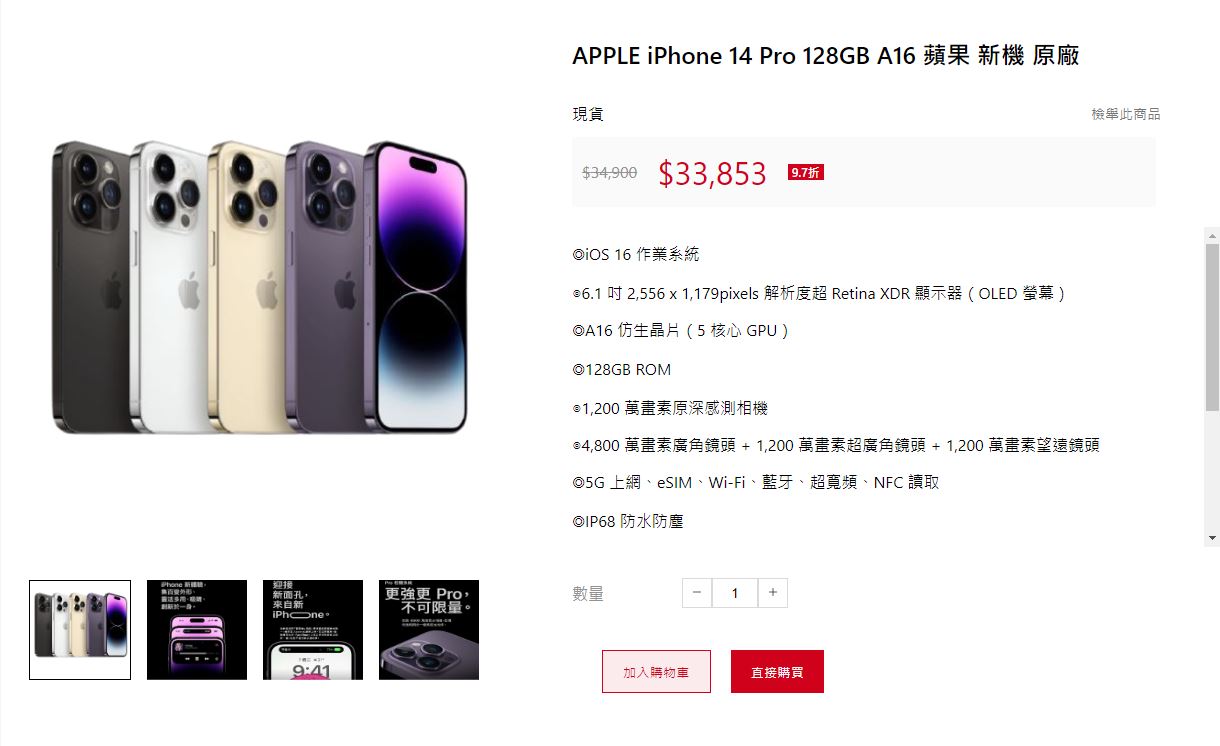 APPLE iPhone 14 Pro 128GB A16 蘋果 新機 原廠
現貨
檢舉此商品
$34,900 $33,853 9.7折
◎iOS 16 作業系統
◎6.1 吋 2,556 x 1,179pixels 解析度超 Retina XDR 顯示器 ( OLED 螢幕 )
◎A16 仿生晶片 ( 5 核心 GPU )
◎128GB ROM
◎1,200 萬畫素原深感測相機
◎4,800 萬畫素廣角鏡頭 + 1,200 萬畫素超廣角鏡頭 + 1,200 萬畫素望遠鏡頭
◎5G 上網、eSIM、Wi-Fi、藍牙、超寬頻、NFC 讀取
◎IP68 防水防塵
iPhone 新體驗，
集百變外形、
創新於一身。
迎接
新面孔，
來自新
iPhone。
9:41
Pro 相機系統
更強更 Pro，
不可限量。
數量
− 1 +
加入購物車
直接購買